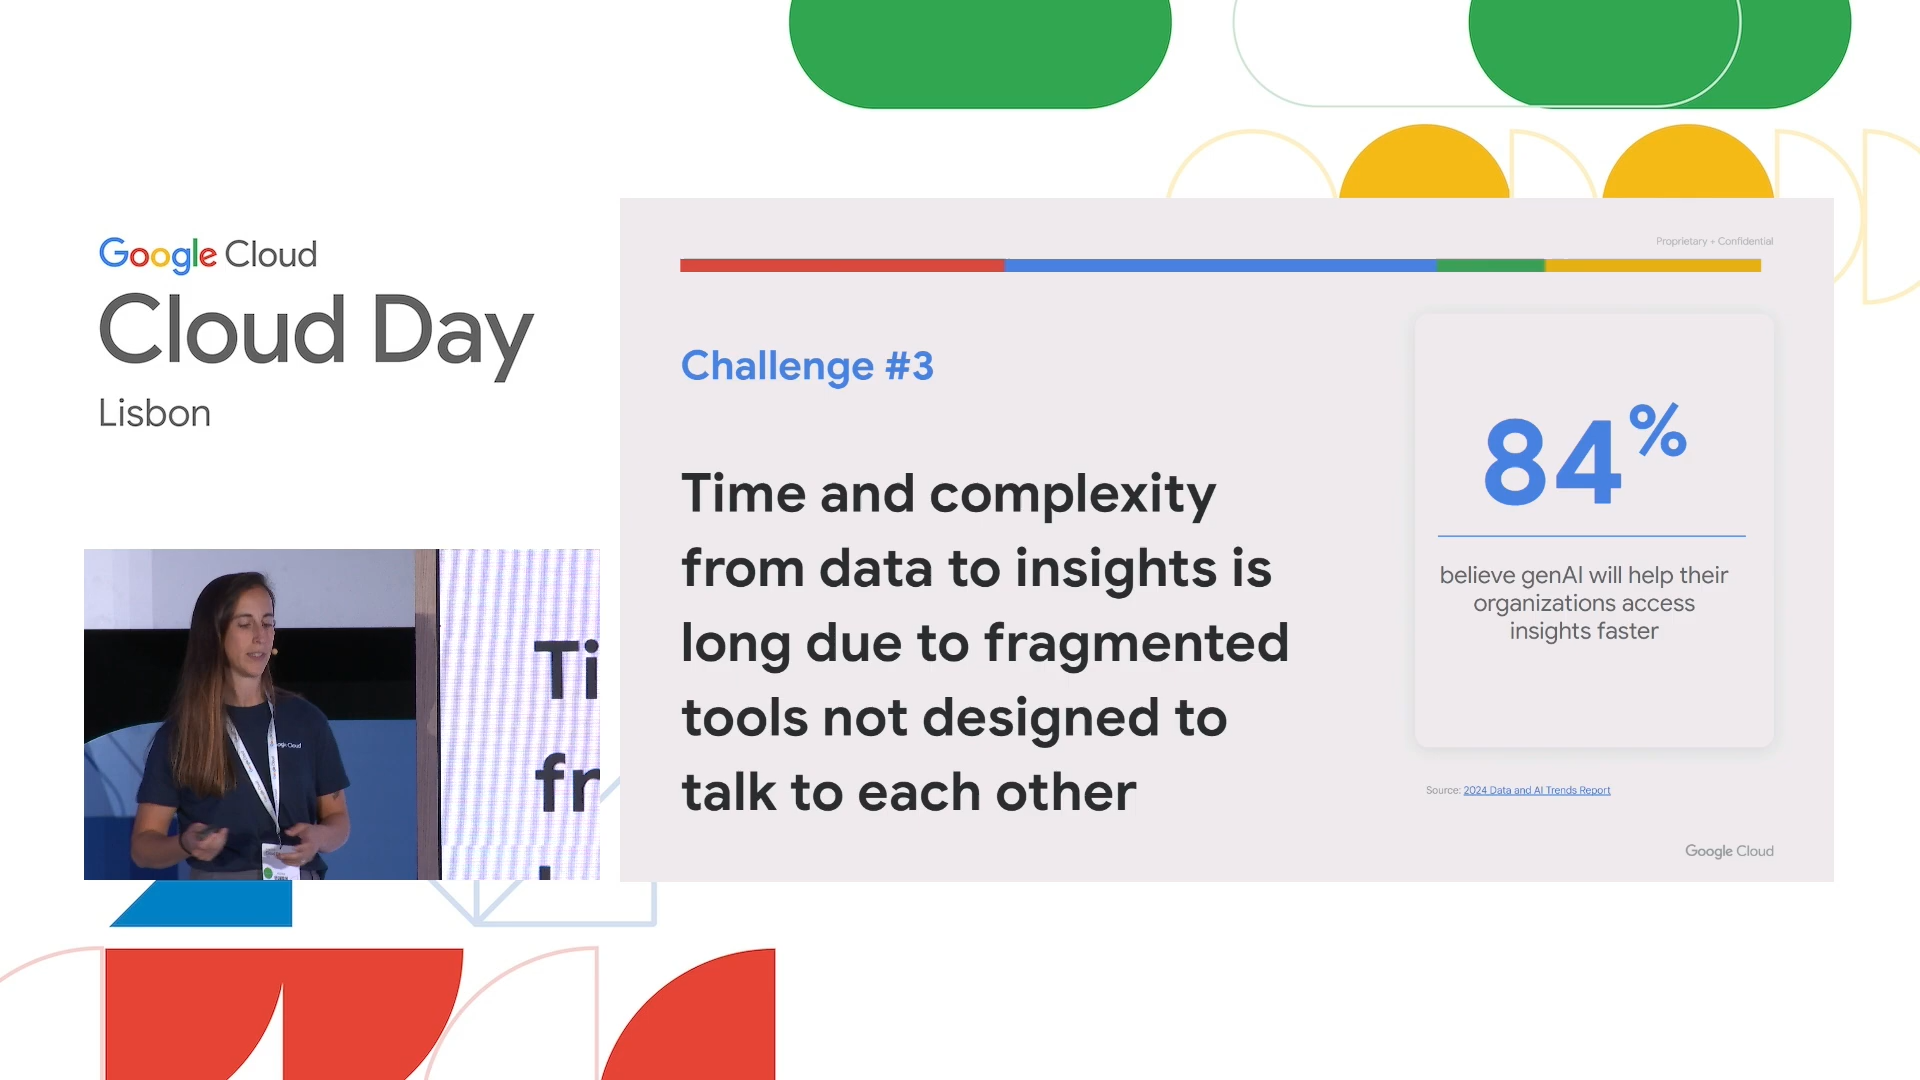 Google Cloud
Cloud Day
Lisbon
Proprietary + Confidential
Challenge #3
Time and complexity
from data to insights is
long due to fragmented
tools not designed to
talk to each other
84%
believe genAI will help their
organizations access
insights faster
Source: 2024 Data and AI Trends Report
Google Cloud
Ti
fr